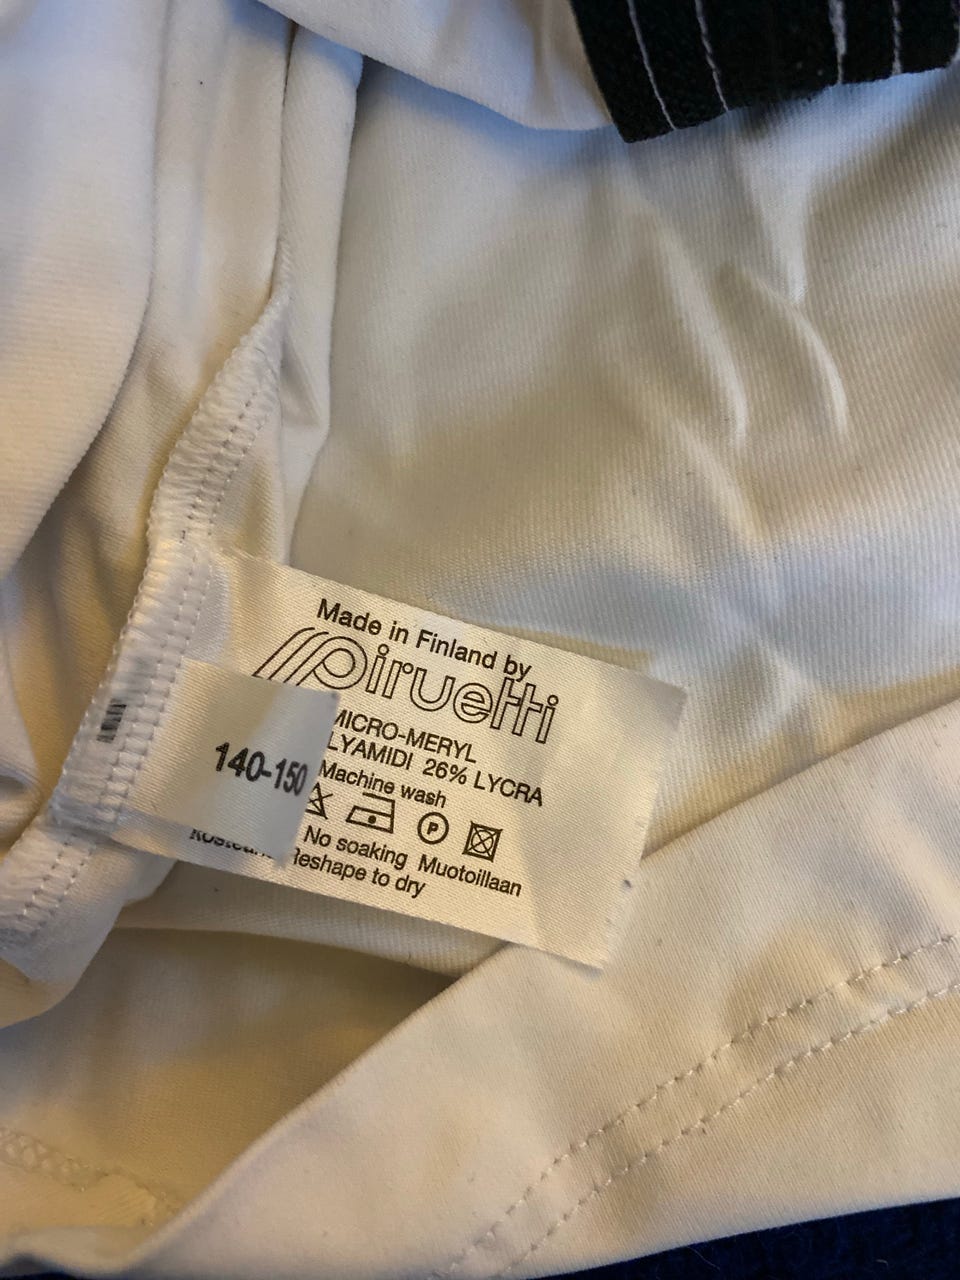 Made in Finland by
Piruetti
MICRO-MERYL
LYAMIDI 26% LYCRA
140-150
Machine wash
P
No soaking Muotoillaan
Reshape to dry